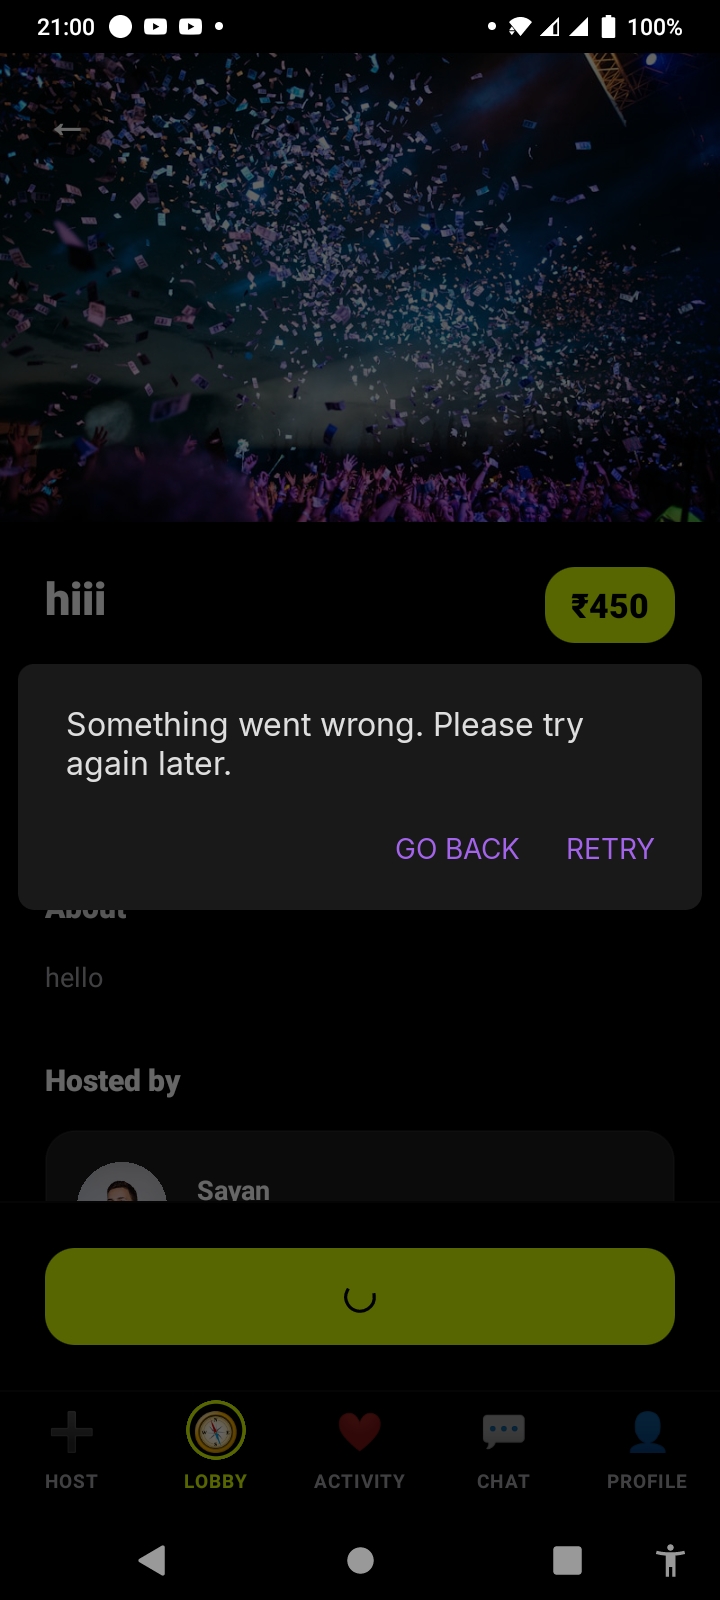 21:00
100%
hiii
₹450
Something went wrong. Please try
again later.
GO BACK RETRY
About
hello
Hosted by
Sayan
HOST LOBBY ACTIVITY CHAT PROFILE